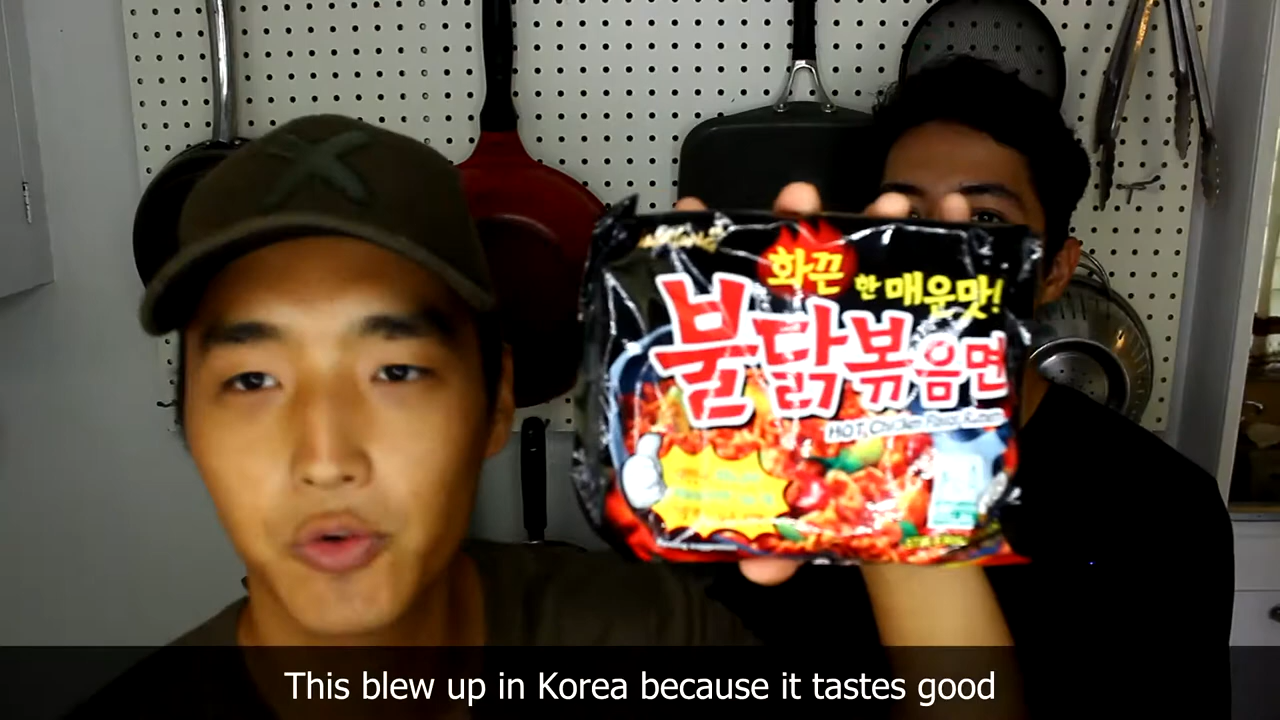 SAMYANG
화끈한 매운맛!
불닭볶음면
HOT Chicken Flavor Ramen
This blew up in Korea because it tastes good